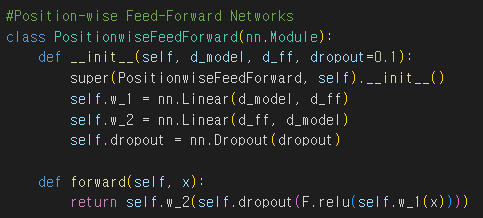 #Position-wise Feed-Forward Networks
class PositionwiseFeedForward(nn.Module):
    def __init__(self, d_model, d_ff, dropout=0.1):
        super(PositionwiseFeedForward, self).__init__()
        self.w_1 = nn.Linear(d_model, d_ff)
        self.w_2 = nn.Linear(d_ff, d_model)
        self.dropout = nn.Dropout(dropout)

    def forward(self, x):
        return self.w_2(self.dropout(F.relu(self.w_1(x))))